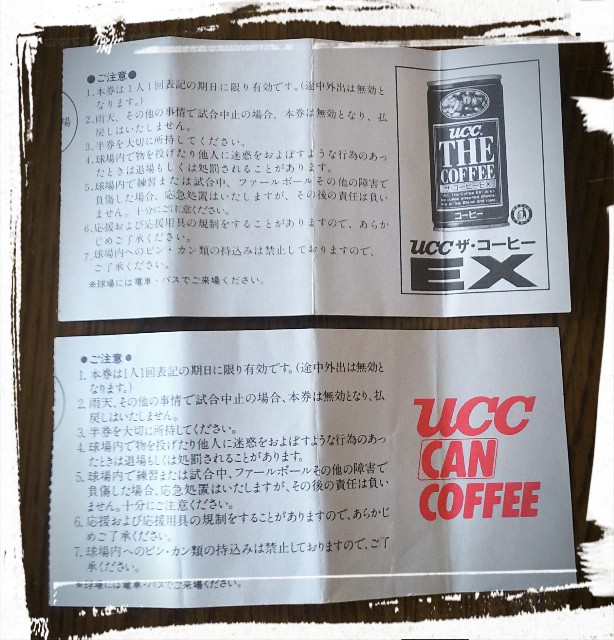 場
●ご注意●
1. 本券は1人1回表記の期日に限り有効です。(途中外出は無効と
なります。)
2. 雨天、その他の事情で試合中止の場合、本券は無効となり、払
戻しはいたしません。
3. 半券を大切に所持してください。
4. 球場内で物を投げたり他人に迷惑をおよぼすような行為のあっ
たときは退場もしくは処罰されることがあります。
5. 球場内で練習または試合中、ファールボールその他の障害で
負傷した場合、応急処置はいたしますが、その後の責任は負い
ません。十分にご注意ください。
6. 応援および応援用具の規制をすることがありますので、あらか
じめご了承ください。
7. 球場内へのビン・カン類の持込みは禁止しておりますので、
ご了承ください。
※球場には電車・バスでご来場ください。
UCC
THE
COFFEE
ザ・コーヒーEX
コーヒー
UCC ザ・コーヒー
EX
●ご注意●
1. 本券は1人1回表記の期日に限り有効です。(途中外出は無効と
なります。)
2. 雨天、その他の事情で試合中止の場合、本券は無効となり、払
戻しはいたしません。
3. 半券を大切に所持してください。
4. 球場内で物を投げたり他人に迷惑をおよぼすような行為のあっ
たときは退場もしくは処罰されることがあります。
5. 球場内で練習または試合中、ファールボールその他の障害で
負傷した場合、応急処置はいたしますが、その後の責任は負い
ません。十分にご注意ください。
6. 応援および応援用具の規制をすることがありますので、あらかじ
めご了承ください。
7. 球場内へのビン・カン類の持込みは禁止しておりますので、ご了
承ください。
※球場には電車・バスでご来場ください。
UCC
CAN
COFFEE